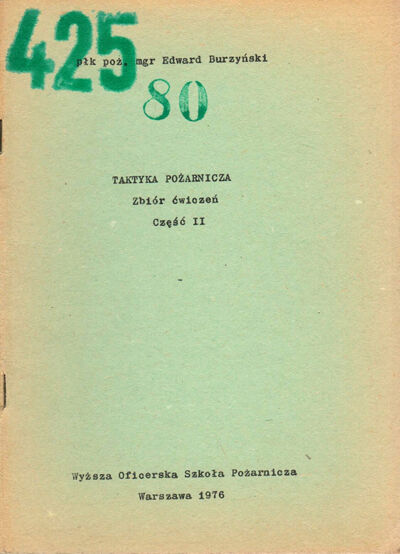 425
płk poż. mgr Edward Burzyński
80
TAKTYKA POŻARNICZA
Zbiór ćwiczeń
Część II
Wyższa Oficerska Szkoła Pożarnicza
Warszawa 1976